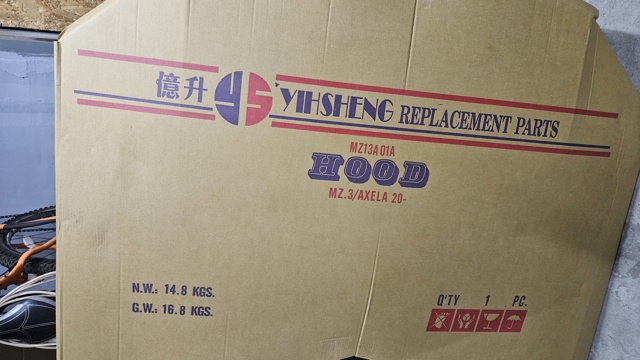 億升 YS YIHSHENG REPLACEMENT PARTS
MZ13A01A
HOOD
MZ.3/AXELA 20-
N.W.: 14.8 KGS.
G.W.: 16.8 KGS.
Q'TY 1 PC.